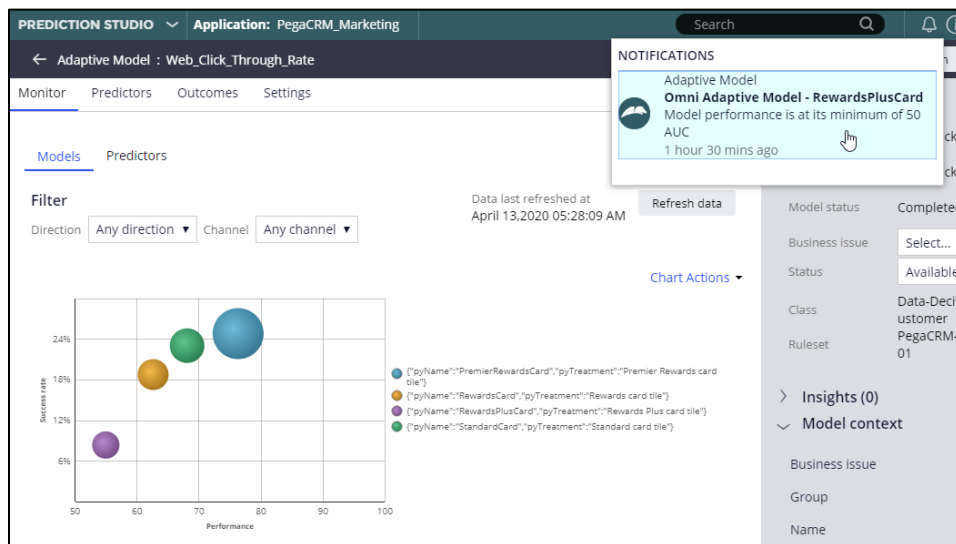 PREDICTION STUDIO
Application: PegaCRM_Marketing
Search
Adaptive Model : Web_Click_Through_Rate
NOTIFICATIONS
Adaptive Model
Omni Adaptive Model - RewardsPlusCard
Model performance is at its minimum of 50
AUC
1 hour 30 mins ago
Monitor Predictors Outcomes Settings
Models Predictors
Filter
Direction Any direction Channel Any channel
Data last refreshed at
April 13,2020 05:28:09 AM
Refresh data
Chart Actions
Success rate
24%
18%
12%
6%
50 60 70 80 90 100
Performance
{"pyName":"PremierRewardsCard","pyTreatment":"Premier Rewards card
tile"}
{"pyName":"RewardsCard","pyTreatment":"Rewards card tile"}
{"pyName":"RewardsPlusCard","pyTreatment":"Rewards Plus card tile"}
{"pyName":"StandardCard","pyTreatment":"Standard card tile"}
Model status Completed
Business issue Select...
Status Available
Class Data-Deci
ustomer
Ruleset PegaCRM-
01
Insights (0)
Model context
Business issue
Group
Name